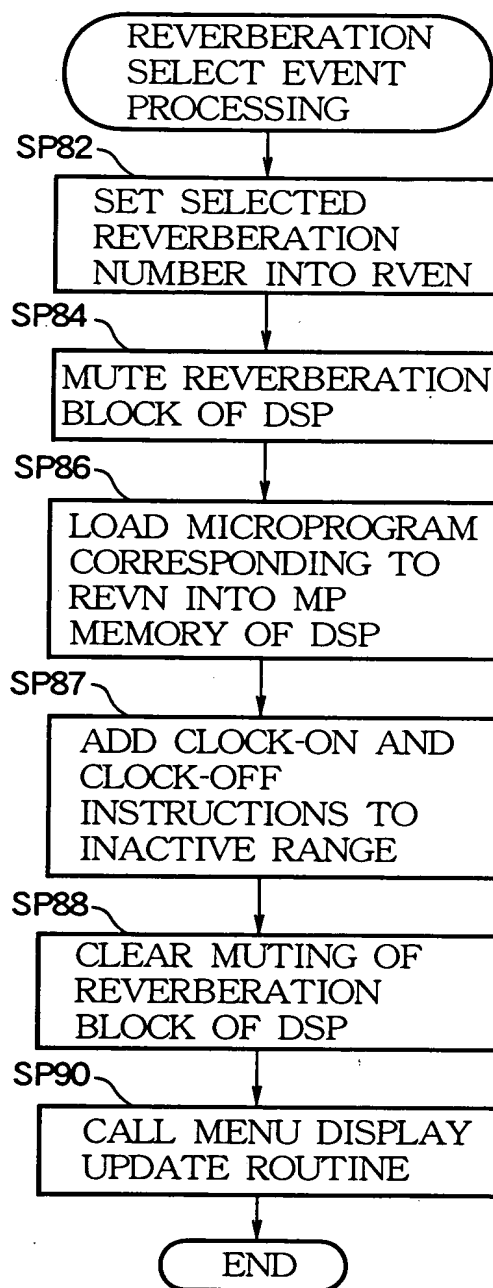 REVERBERATION
SELECT EVENT
PROCESSING
SP82
SET SELECTED
REVERBERATION
NUMBER INTO RVEN
SP84
MUTE REVERBERATION
BLOCK OF DSP
SP86
LOAD MICROPROGRAM
CORRESPONDING TO
REVN INTO MP
MEMORY OF DSP
SP87
ADD CLOCK-ON AND
CLOCK-OFF
INSTRUCTIONS TO
INACTIVE RANGE
SP88
CLEAR MUTING OF
REVERBERATION
BLOCK OF DSP
SP90
CALL MENU DISPLAY
UPDATE ROUTINE
END